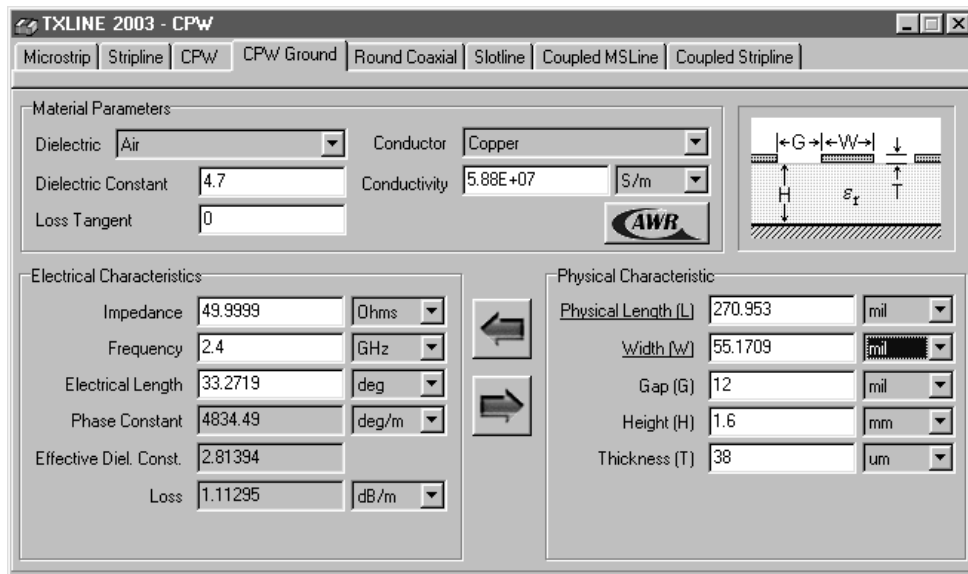 TXLINE 2003 - CPW
Microstrip Stripline CPW CPW Ground Round Coaxial Slotline Coupled MSLine Coupled Stripline
Material Parameters
Dielectric Air Conductor Copper
Dielectric Constant 4.7 Conductivity 5.88E+07 S/m
Loss Tangent 0
AWR
G W
H εr T
Electrical Characteristics
Impedance 49.9999 Ohms
Frequency 2.4 GHz
Electrical Length 33.2719 deg
Phase Constant 4834.49 deg/m
Effective Diel. Const. 2.81394
Loss 1.11295 dB/m
Physical Characteristic
Physical Length (L) 270.953 mil
Width (W) 55.1709 mil
Gap (G) 12 mil
Height (H) 1.6 mm
Thickness (T) 38 um